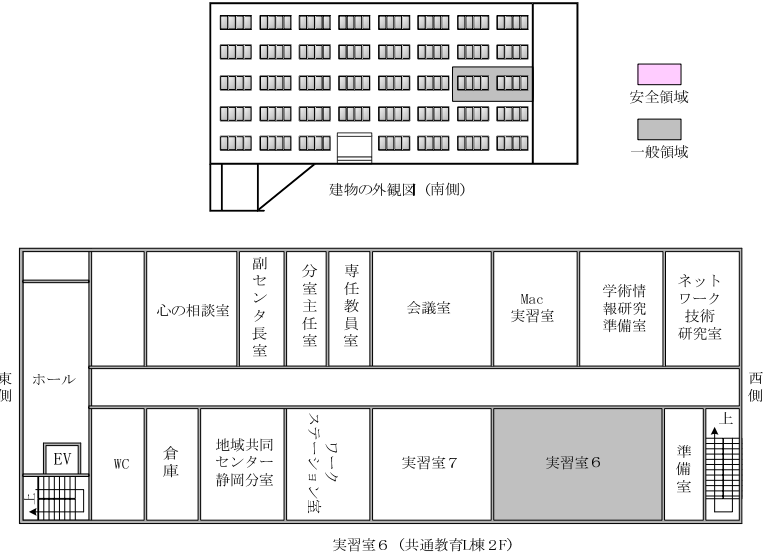 安全領域
一般領域
建物の外観図（南側）
東側
ホール
EV
上
心の相談室
副センタ長室
分室主任室
専任教員室
会議室
Mac
実習室
学術情
報研究
準備室
ネット
ワーク
技術
研究室
西側
WC
倉庫
地域共同
センター
静岡分室
ワーク
ステーション室
実習室７
実習室６
準備室
上
実習室６（共通教育L棟２F）